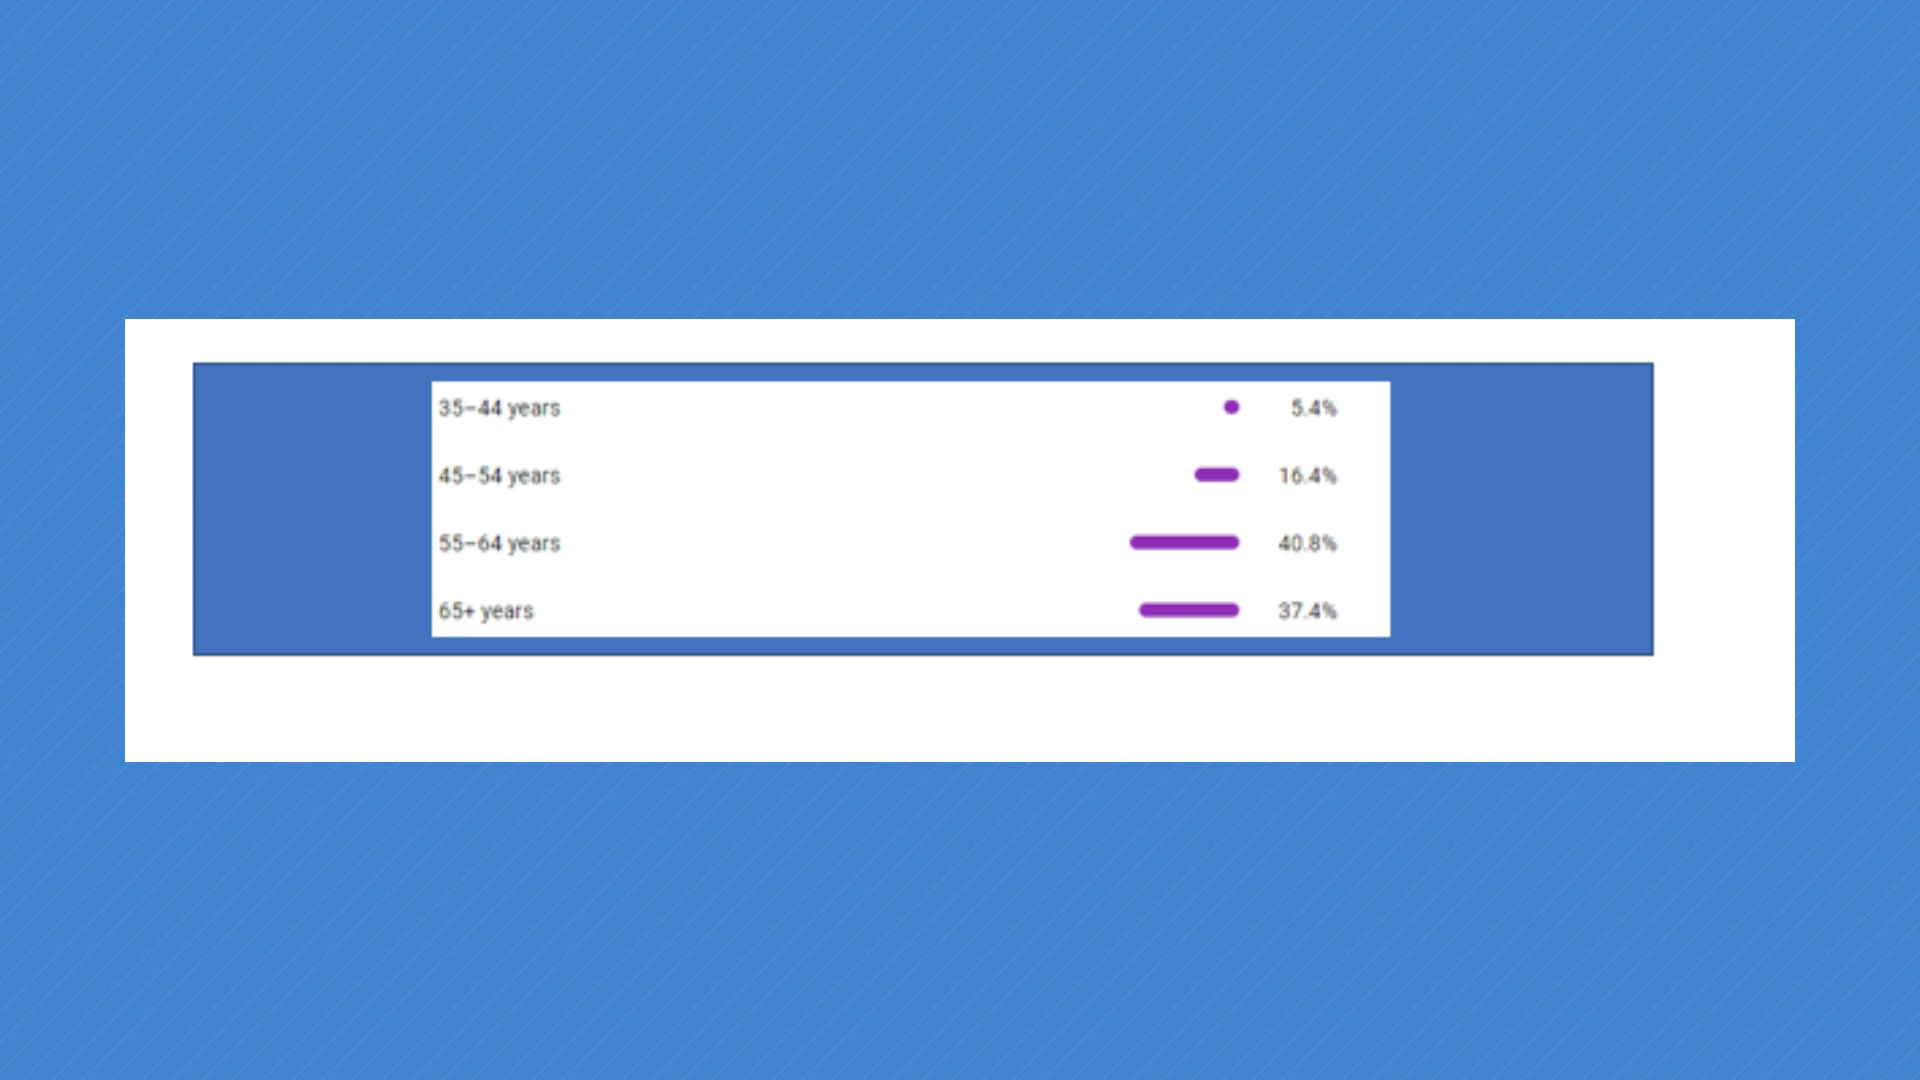 35–44 years 5.4%
45–54 years 16.4%
55–64 years 40.8%
65+ years 37.4%